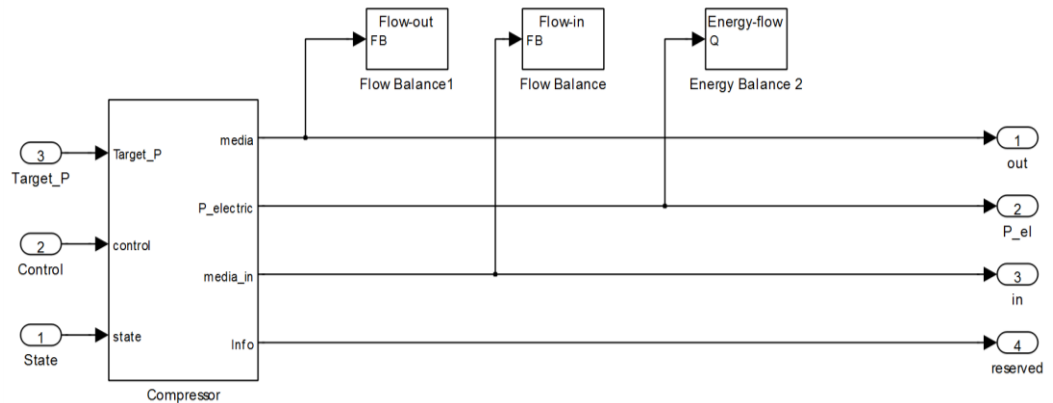 Flow-out
FB
Flow Balance1
Flow-in
FB
Flow Balance
Energy-flow
Q
Energy Balance 2
3
Target_P
2
Control
1
State
Target_P
control
state
media
P_electric
media_in
Info
Compressor
1
out
2
P_el
3
in
4
reserved